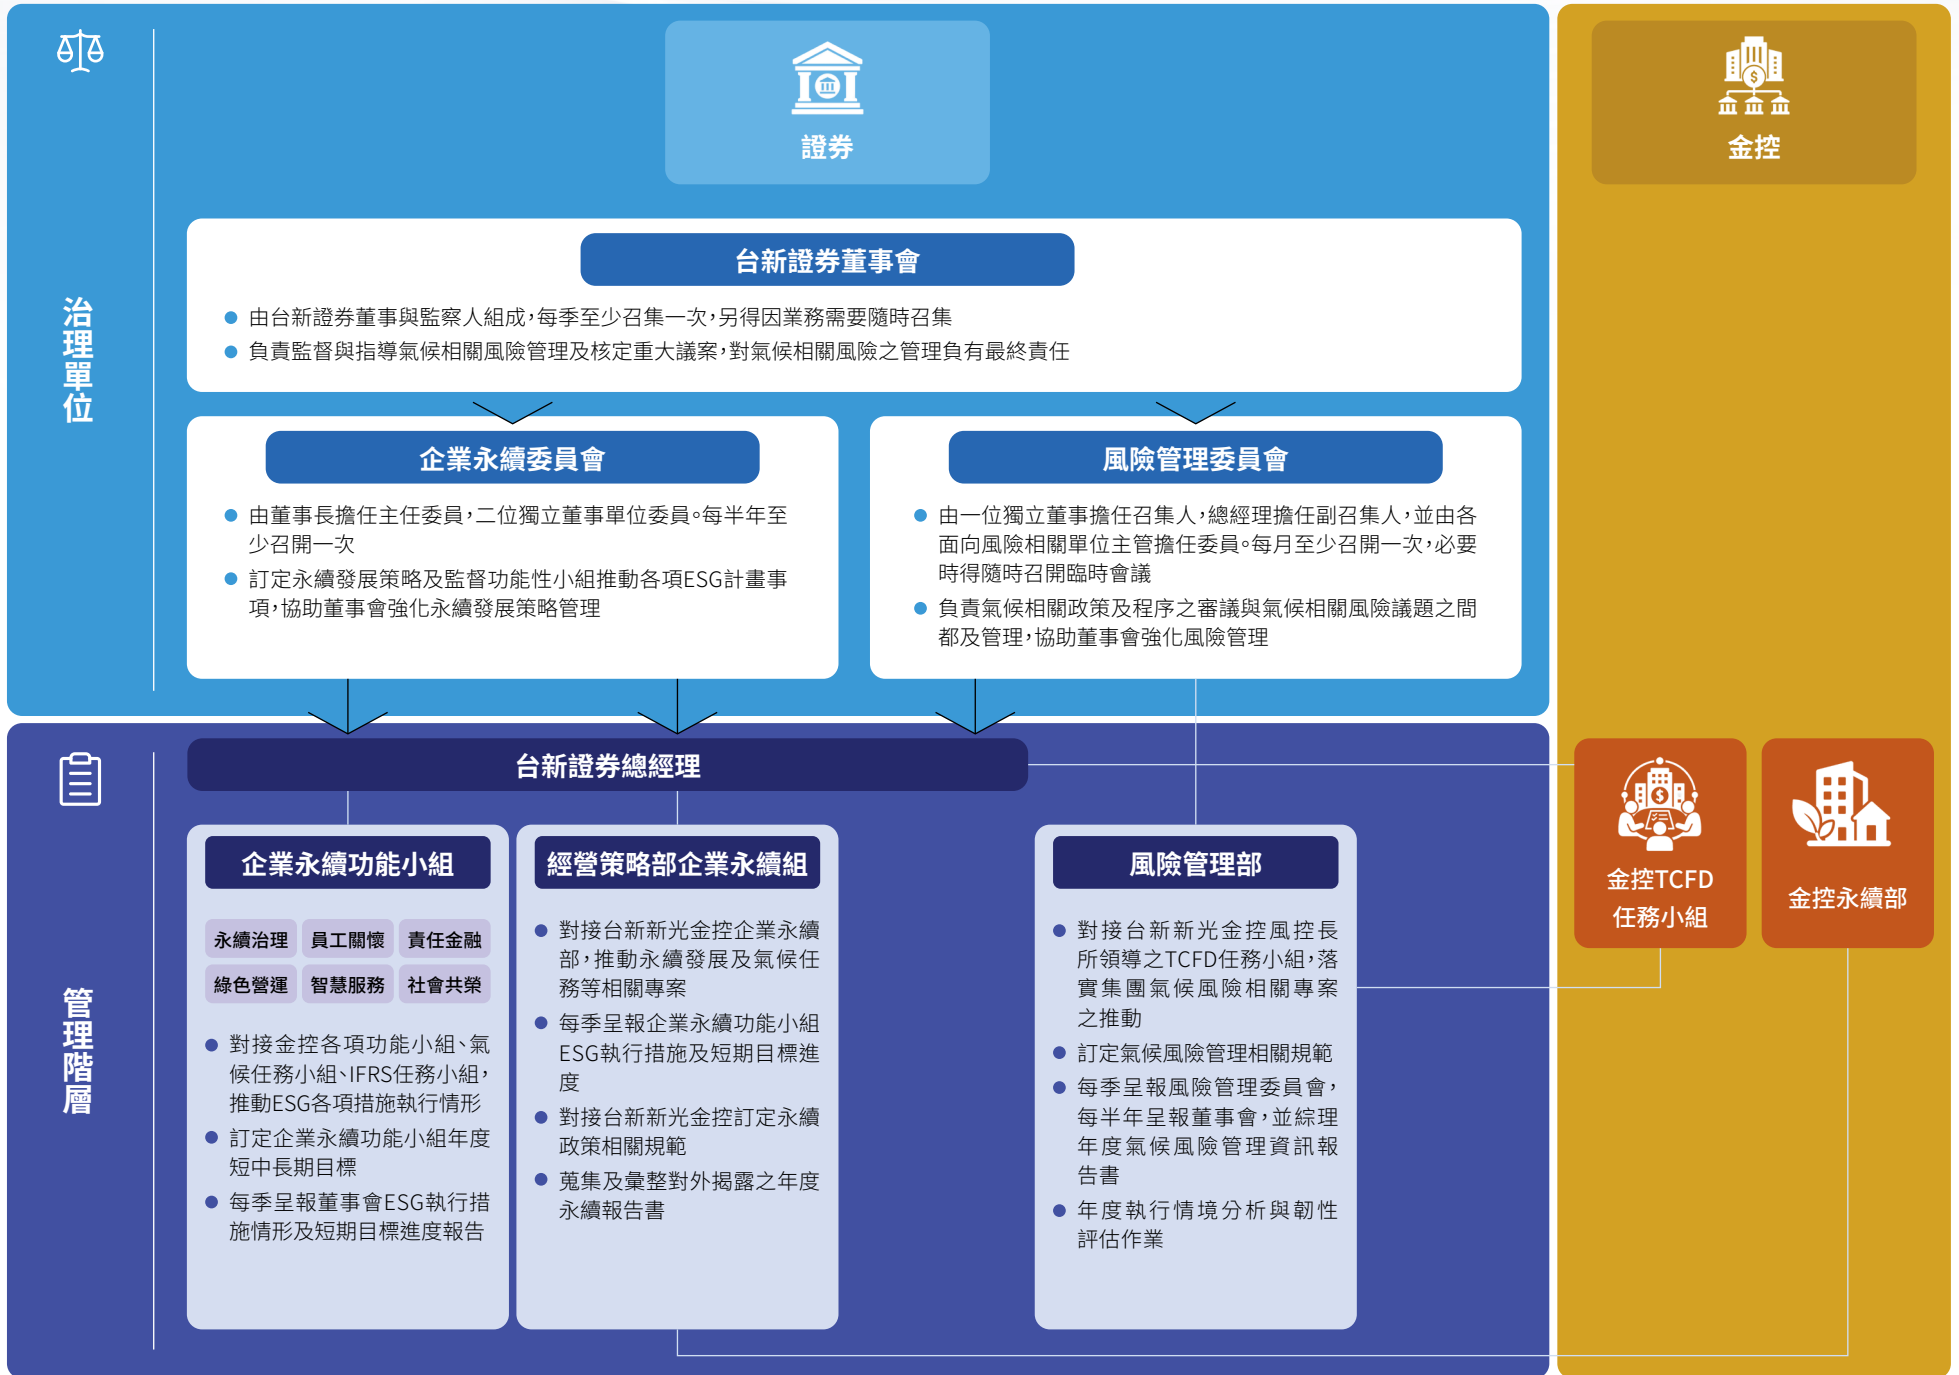 證券
金控
治理單位
台新證券董事會
由台新證券董事與監察人組成，每季至少召集一次，另得因業務需要隨時召集
負責監督與指導氣候相關風險管理及核定重大議案，對氣候相關風險之管理負有最終責任
企業永續委員會
由董事長擔任主任委員，二位獨立董事單位委員。每半年至
少召開一次
訂定永續發展策略及監督功能性小組推動各項ESG計畫事
項，協助董事會強化永續發展策略管理
風險管理委員會
由一位獨立董事擔任召集人，總經理擔任副召集人，並由各
面向風險相關單位主管擔任委員。每月至少召開一次，必要
時得隨時召開臨時會議
負責氣候相關政策及程序之審議與氣候相關風險議題之間
都及管理，協助董事會強化風險管理
管理階層
台新證券總經理
企業永續功能小組
永續治理 員工關懷 責任金融
綠色營運 智慧服務 社會共榮
對接金控各項功能小組、氣
候任務小組、IFRS任務小組，
推動ESG各項措施執行情形
訂定企業永續功能小組年度
短中長期目標
每季呈報董事會ESG執行措
施情形及短期目標進度報告
經營策略部企業永續組
對接台新新光金控企業永續
部，推動永續發展及氣候任
務等相關專案
每季呈報企業永續功能小組
ESG執行措施及短期目標進
度
對接台新新光金控訂定永續
政策相關規範
蒐集及彙整對外揭露之年度
永續報告書
風險管理部
對接台新新光金控風控長
所領導之TCFD任務小組，落
實集團氣候風險相關專案
之推動
訂定氣候風險管理相關規範
每季呈報風險管理委員會，
每半年呈報董事會，並綜理
年度氣候風險管理資訊報
告書
年度執行情境分析與韌性
評估作業
金控TCFD
任務小組
金控永續部